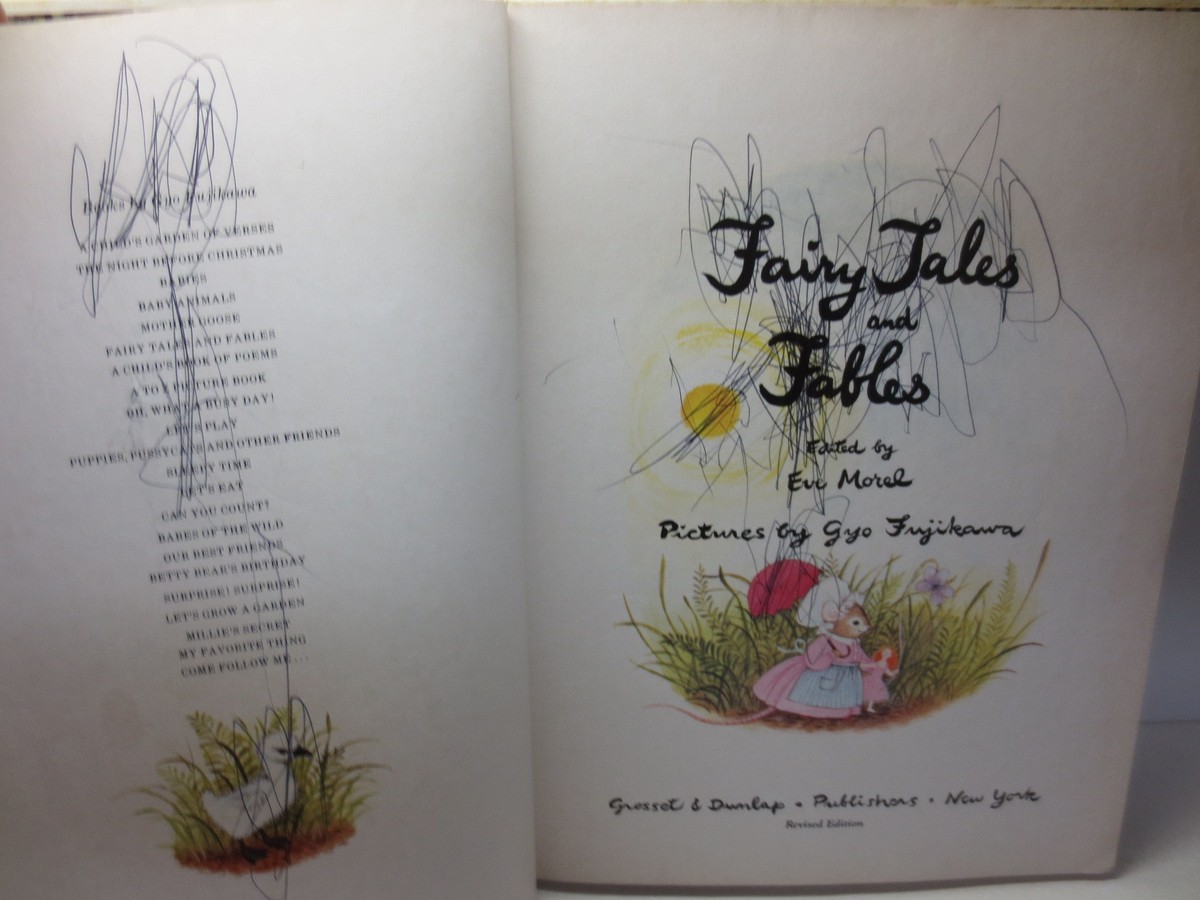 Books by Gyo Fujikawa
A CHILD'S GARDEN OF VERSES
THE NIGHT BEFORE CHRISTMAS
BABIES
BABY ANIMALS
MOTHER GOOSE
FAIRY TALES AND FABLES
A CHILD'S BOOK OF POEMS
A TO Z PICTURE BOOK
OH, WHAT A BUSY DAY!
LET'S PLAY
PUPPIES, PUSSYCATS AND OTHER FRIENDS
SLEEPY TIME
LET'S EAT
CAN YOU COUNT?
BABES OF THE WILD
OUR BEST FRIENDS
BETTY BEAR'S BIRTHDAY
SURPRISE! SURPRISE!
LET'S GROW A GARDEN
MILLIE'S SECRET
MY FAVORITE THING
COME FOLLOW ME...
Fairy Tales
and
Fables
Edited by
Eve Morel
Pictures by Gyo Fujikawa
Grosset & Dunlap • Publishers • New York
Revised Edition